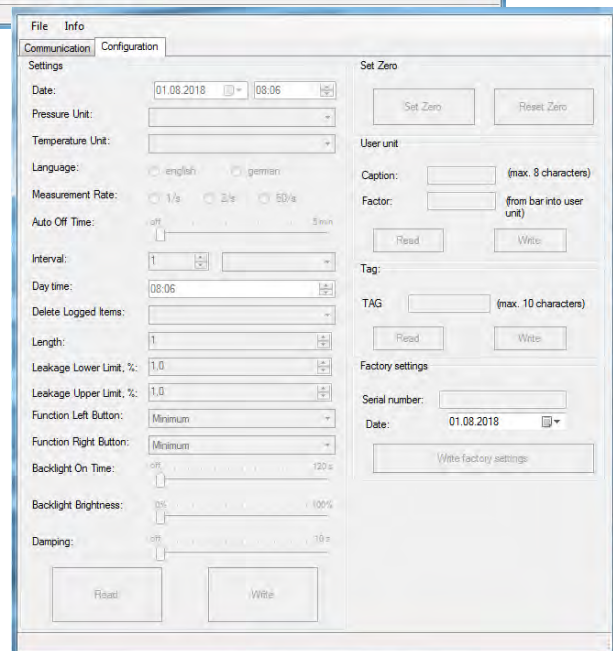 File Info
Communication Configuration
Settings
Date: 01.08.2018 08:06
Pressure Unit:
Temperature Unit:
Language: english german
Measurement Rate: 1/s 2/s 50/s
Auto Off Time: off 5 min
Interval: 1
Day time: 08:06
Delete Logged Items:
Length: 1
Leakage Lower Limit, %: 1,0
Leakage Upper Limit, %: 1,0
Function Left Button: Minimum
Function Right Button: Minimum
Backlight On Time: off 120 s
Backlight Brightness: 0% 100%
Damping: off 10 s
Read Write
Set Zero
Set Zero Reset Zero
User unit
Caption: (max. 8 characters)
Factor: (from bar into user
unit)
Read Write
Tag:
TAG (max. 10 characters)
Read Write
Factory settings
Serial number:
Date: 01.08.2018
Write factory settings